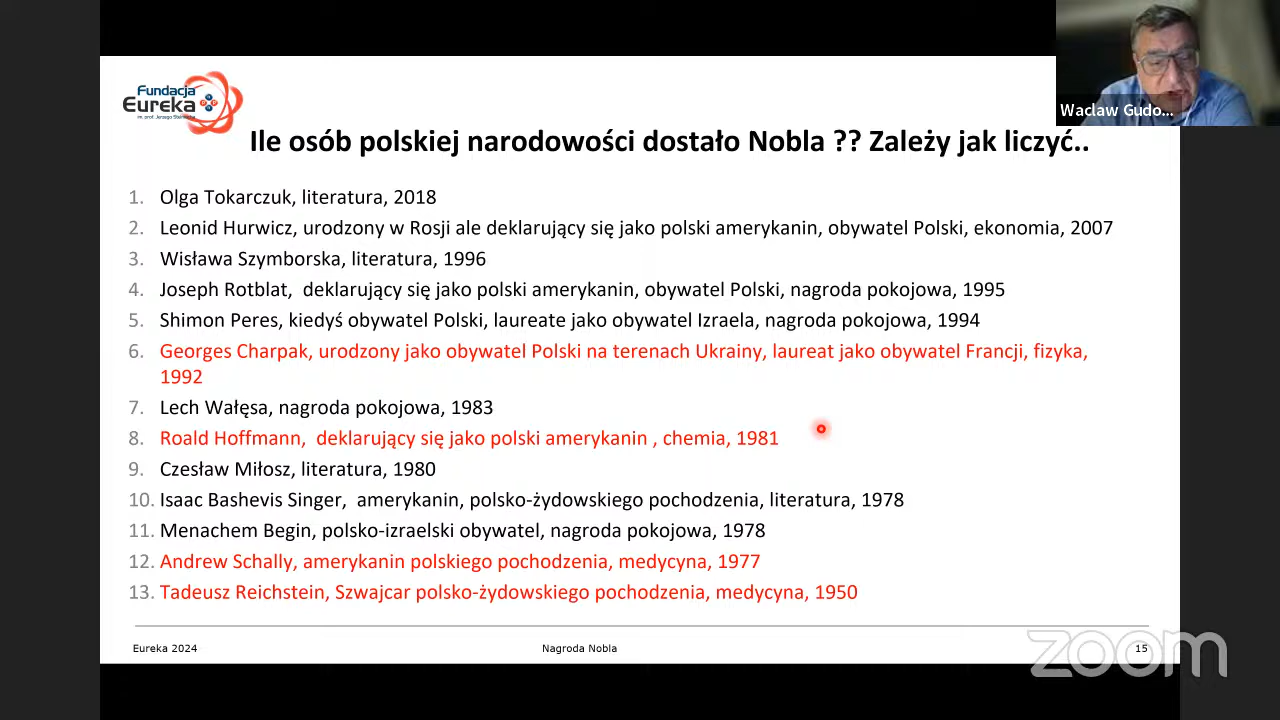 Fundacja
Eureka
im. prof. Jerzego
Waclaw Gudo...
Ile osób polskiej narodowości dostało Nobla ?? Zależy jak liczyć..
1. Olga Tokarczuk, literatura, 2018
2. Leonid Hurwicz, urodzony w Rosji ale deklarujący się jako polski amerykanin, obywatel Polski, ekonomia, 2007
3. Wisława Szymborska, literatura, 1996
4. Joseph Rotblat, deklarujący się jako polski amerykanin, obywatel Polski, nagroda pokojowa, 1995
5. Shimon Peres, kiedyś obywatel Polski, laureate jako obywatel Izraela, nagroda pokojowa, 1994
6. Georges Charpak, urodzony jako obywatel Polski na terenach Ukrainy, laureat jako obywatel Francji, fizyka,
1992
7. Lech Wałęsa, nagroda pokojowa, 1983
8. Roald Hoffmann, deklarujący się jako polski amerykanin , chemia, 1981
9. Czesław Miłosz, literatura, 1980
10. Isaac Bashevis Singer, amerykanin, polsko-żydowskiego pochodzenia, literatura, 1978
11. Menachem Begin, polsko-izraelski obywatel, nagroda pokojowa, 1978
12. Andrew Schally, amerykanin polskiego pochodzenia, medycyna, 1977
13. Tadeusz Reichstein, Szwajcar polsko-żydowskiego pochodzenia, medycyna, 1950
Eureka 2024
Nagroda Nobla
15
zoom